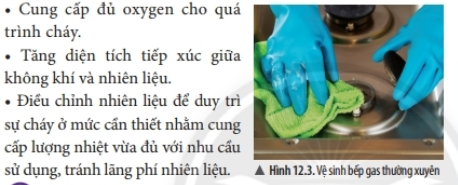 • Cung cấp đủ oxygen cho quá
trình cháy.
• Tăng diện tích tiếp xúc giữa
không khí và nhiên liệu.
• Điều chỉnh nhiên liệu để duy trì
sự cháy ở mức cần thiết nhằm cung
cấp lượng nhiệt vừa đủ với nhu cầu
sử dụng, tránh lãng phí nhiên liệu.
▲ Hình 12.3. Vệ sinh bếp gas thường xuyên